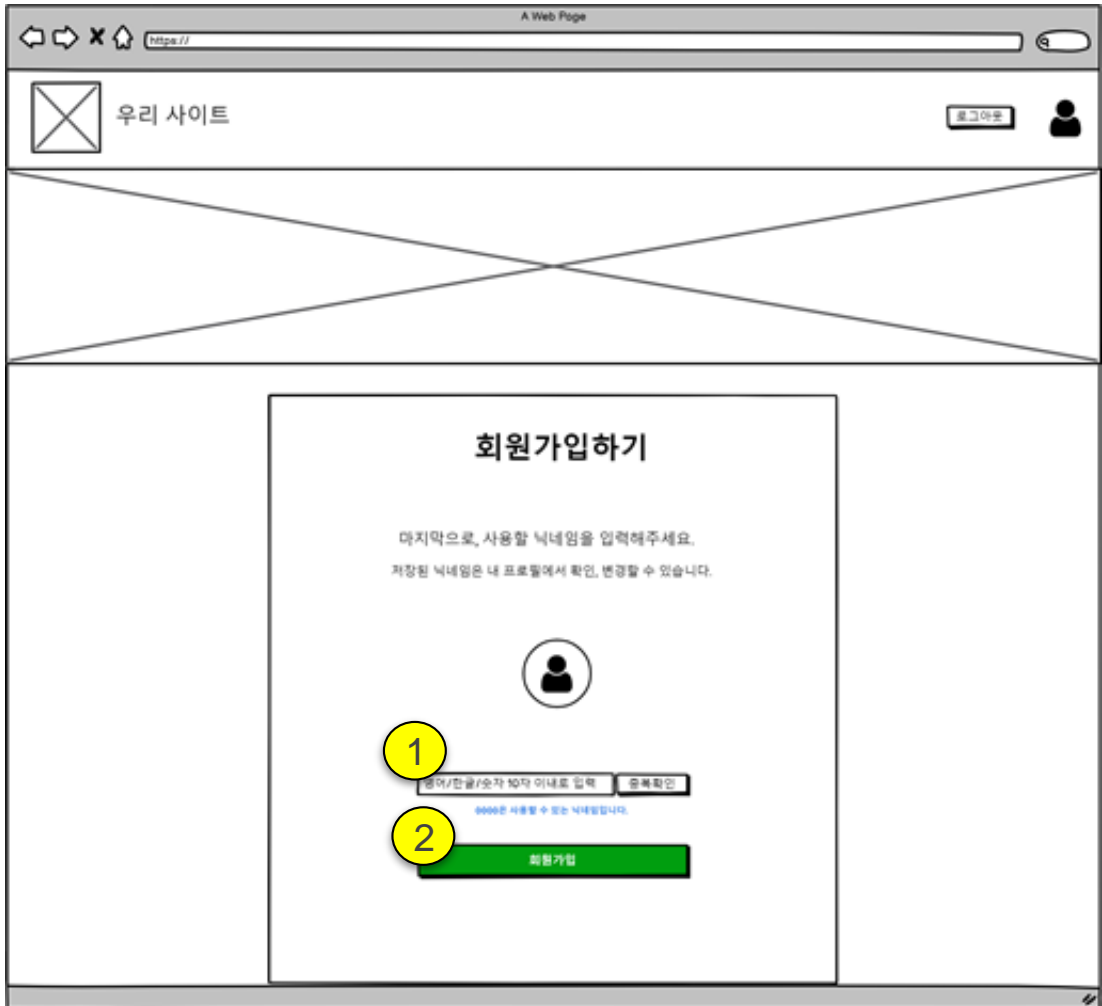 A Web Page
https://
우리 사이트
로그아웃
회원가입하기
마지막으로, 사용할 닉네임을 입력해주세요.
저장된 닉네임은 내 프로필에서 확인, 변경할 수 있습니다.
1
영어/한글/숫자 10자 이내로 입력
중복확인
은 사용할 수 있는 닉네임입니다.
2
회원가입